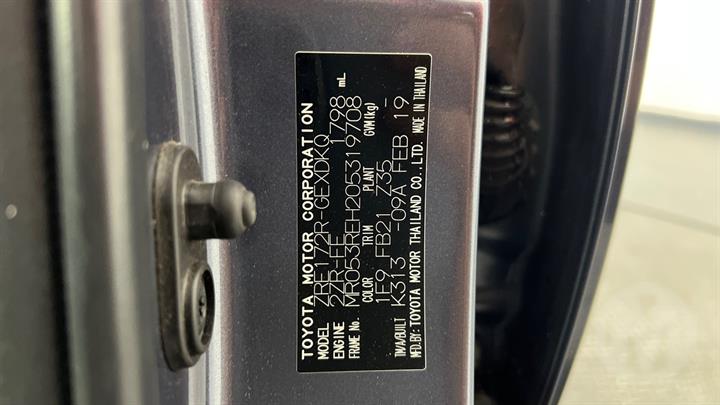 TOYOTA MOTOR CORPORATION
MODEL ZRE172R-GEXDKQ
ENGINE 2ZR-FE 1798 mL
FRAME No. MR053REH205319708
COLOR TRIM PLANT GVM(kg)
1E9 FB21 Z35 -
TM/A/BUILT K313 -09A FEB 19
MFD.BY: TOYOTA MOTOR THAILAND CO.,LTD. MADE IN THAILAND